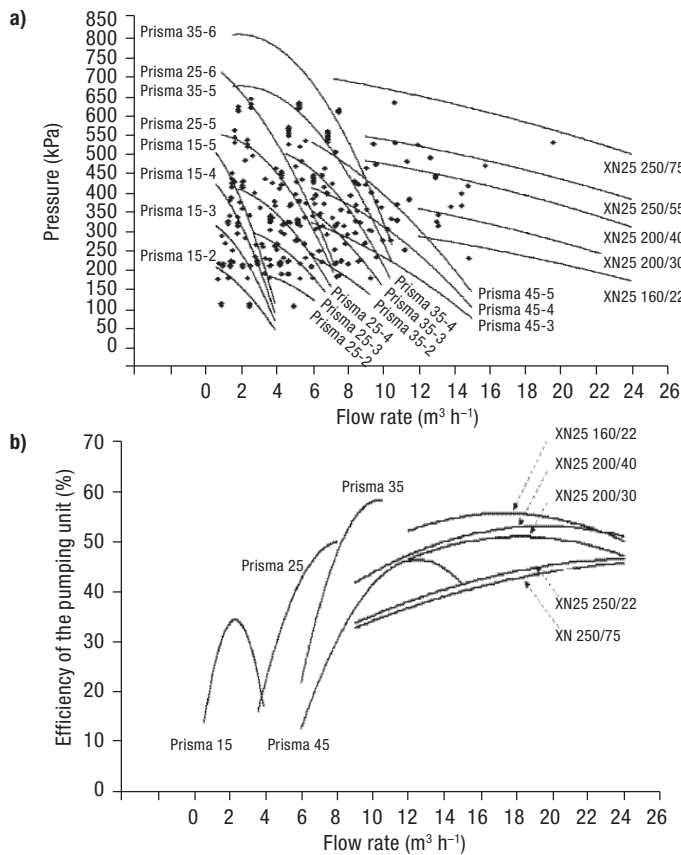 a)
Pressure (kPa)
850
800
750
700
650
600
550
500
450
400
350
300
250
200
150
100
50
0
Prisma 35-6
Prisma 25-6
Prisma 35-5
Prisma 25-5
Prisma 15-5
Prisma 15-4
Prisma 15-3
Prisma 15-2
XN25 250/75
XN25 250/55
XN25 200/40
XN25 200/30
XN25 160/22
Prisma 45-5
Prisma 45-4
Prisma 45-3
Prisma 35-4
Prisma 35-3
Prisma 35-2
Prisma 25-4
Prisma 25-3
Prisma 25-2
0 2 4 6 8 10 12 14 16 18 20 22 24 26
Flow rate (m³ h⁻¹)
b)
Efficiency of the pumping unit (%)
70
60
50
40
30
20
10
0
XN25 160/22
XN25 200/40
XN25 200/30
Prisma 35
Prisma 25
XN25 250/22
XN 250/75
Prisma 15
Prisma 45
0 2 4 6 8 10 12 14 16 18 20 22 24 26
Flow rate (m³ h⁻¹)